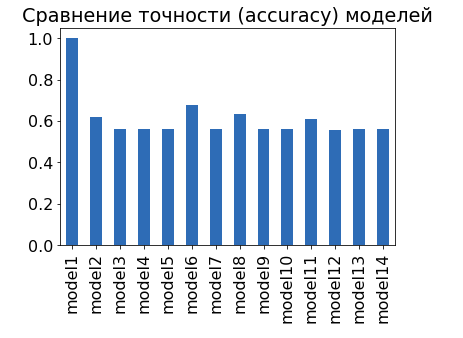 Сравнение точности (accuracy) моделей
1.0
0.8
0.6
0.4
0.2
0.0
model1
model2
model3
model4
model5
model6
model7
model8
model9
model10
model11
model12
model13
model14